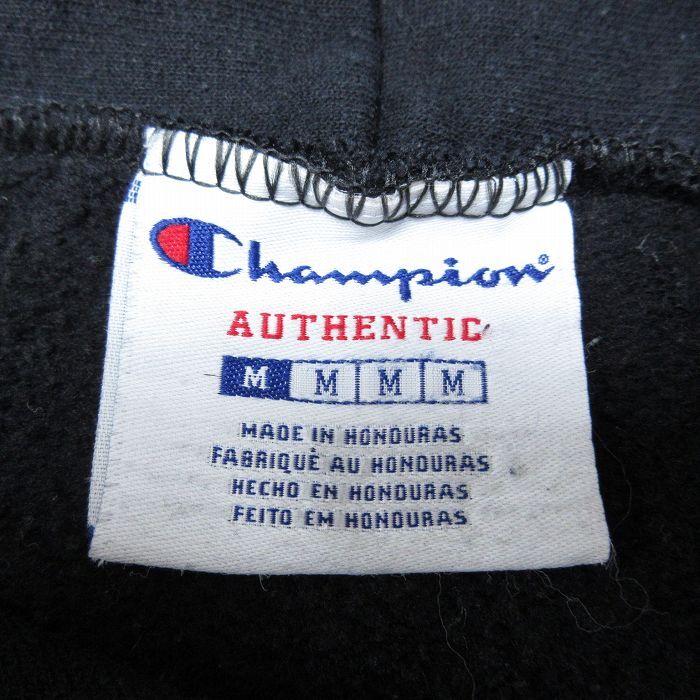 Champion®
AUTHENTIC
M M M M
MADE IN HONDURAS
FABRIQUÈ AU HONDURAS
HECHO EN HONDURAS
FEITO EM HONDURAS